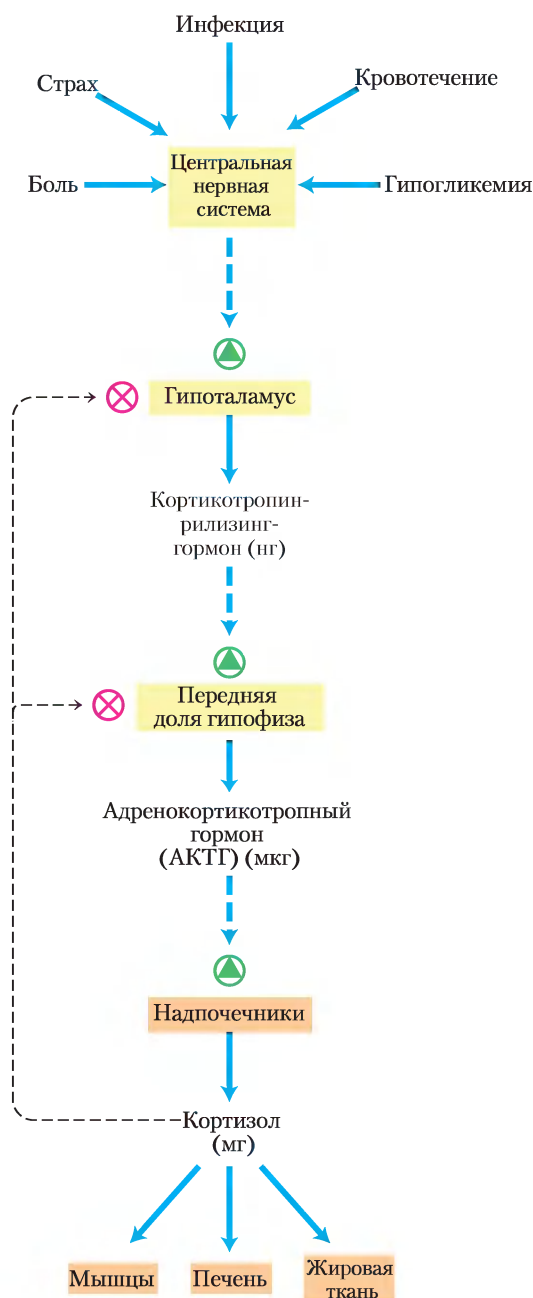 Инфекция
Страх
Кровотечение
Центральная
нервная
система
Боль
Гипогликемия
Гипоталамус
Кортикотропин-
рилизинг-
гормон (нг)
Передняя
доля гипофиза
Адренокортикотропный
гормон
(АКТГ) (мкг)
Надпочечники
Кортизол
(мг)
Мышцы
Печень
Жировая
ткань